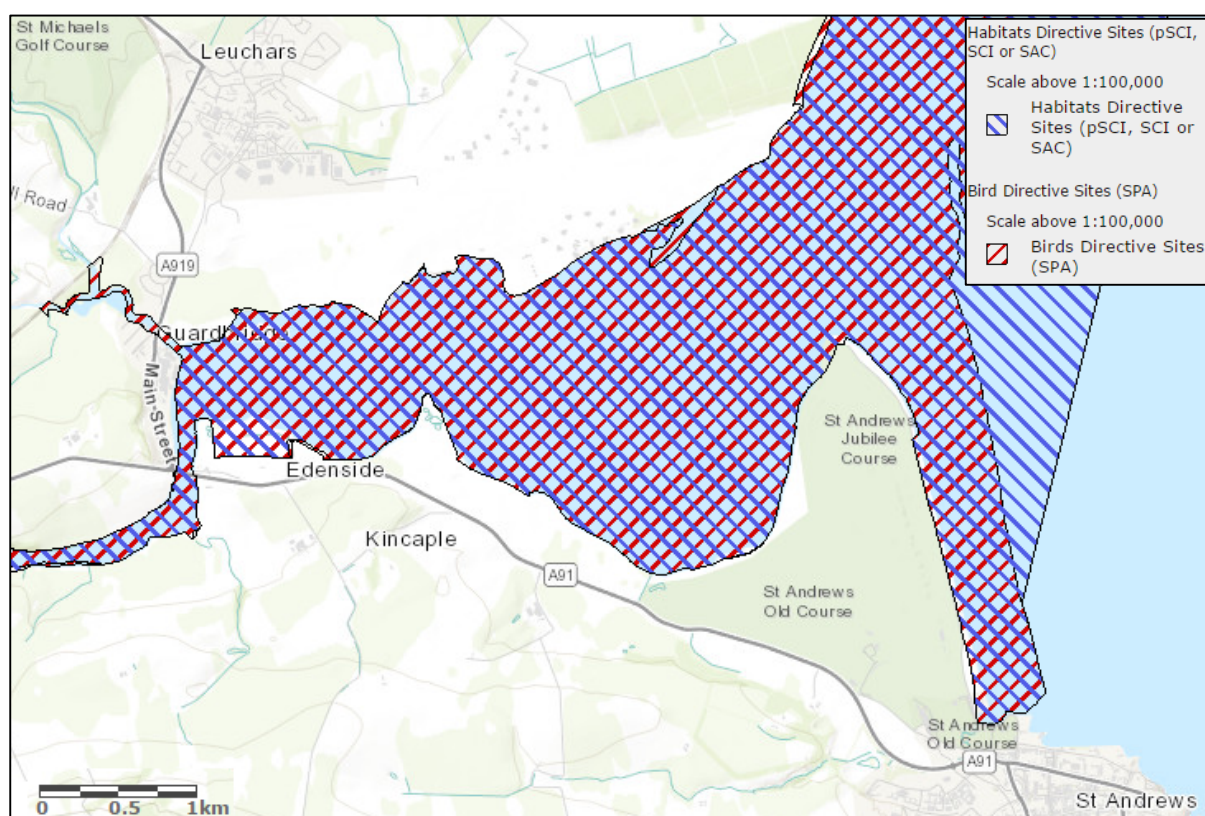 St Michaels
Golf Course
Leuchars
ll Road
A919
Guardbridge
Main-Street
Edenside
Kincaple
A91
St Andrews
Jubilee
Course
St Andrews
Old Course
St Andrews
Old Course
A91
St Andrews
0 0.5 1km
Habitats Directive Sites (pSCI,
SCI or SAC)
Scale above 1:100,000
Habitats Directive
Sites (pSCI, SCI or
SAC)
Bird Directive Sites (SPA)
Scale above 1:100,000
Birds Directive Sites
(SPA)